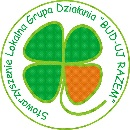 Stowarzyszenie Lokalna Grupa Działania "BUD-UJ RAZEM"